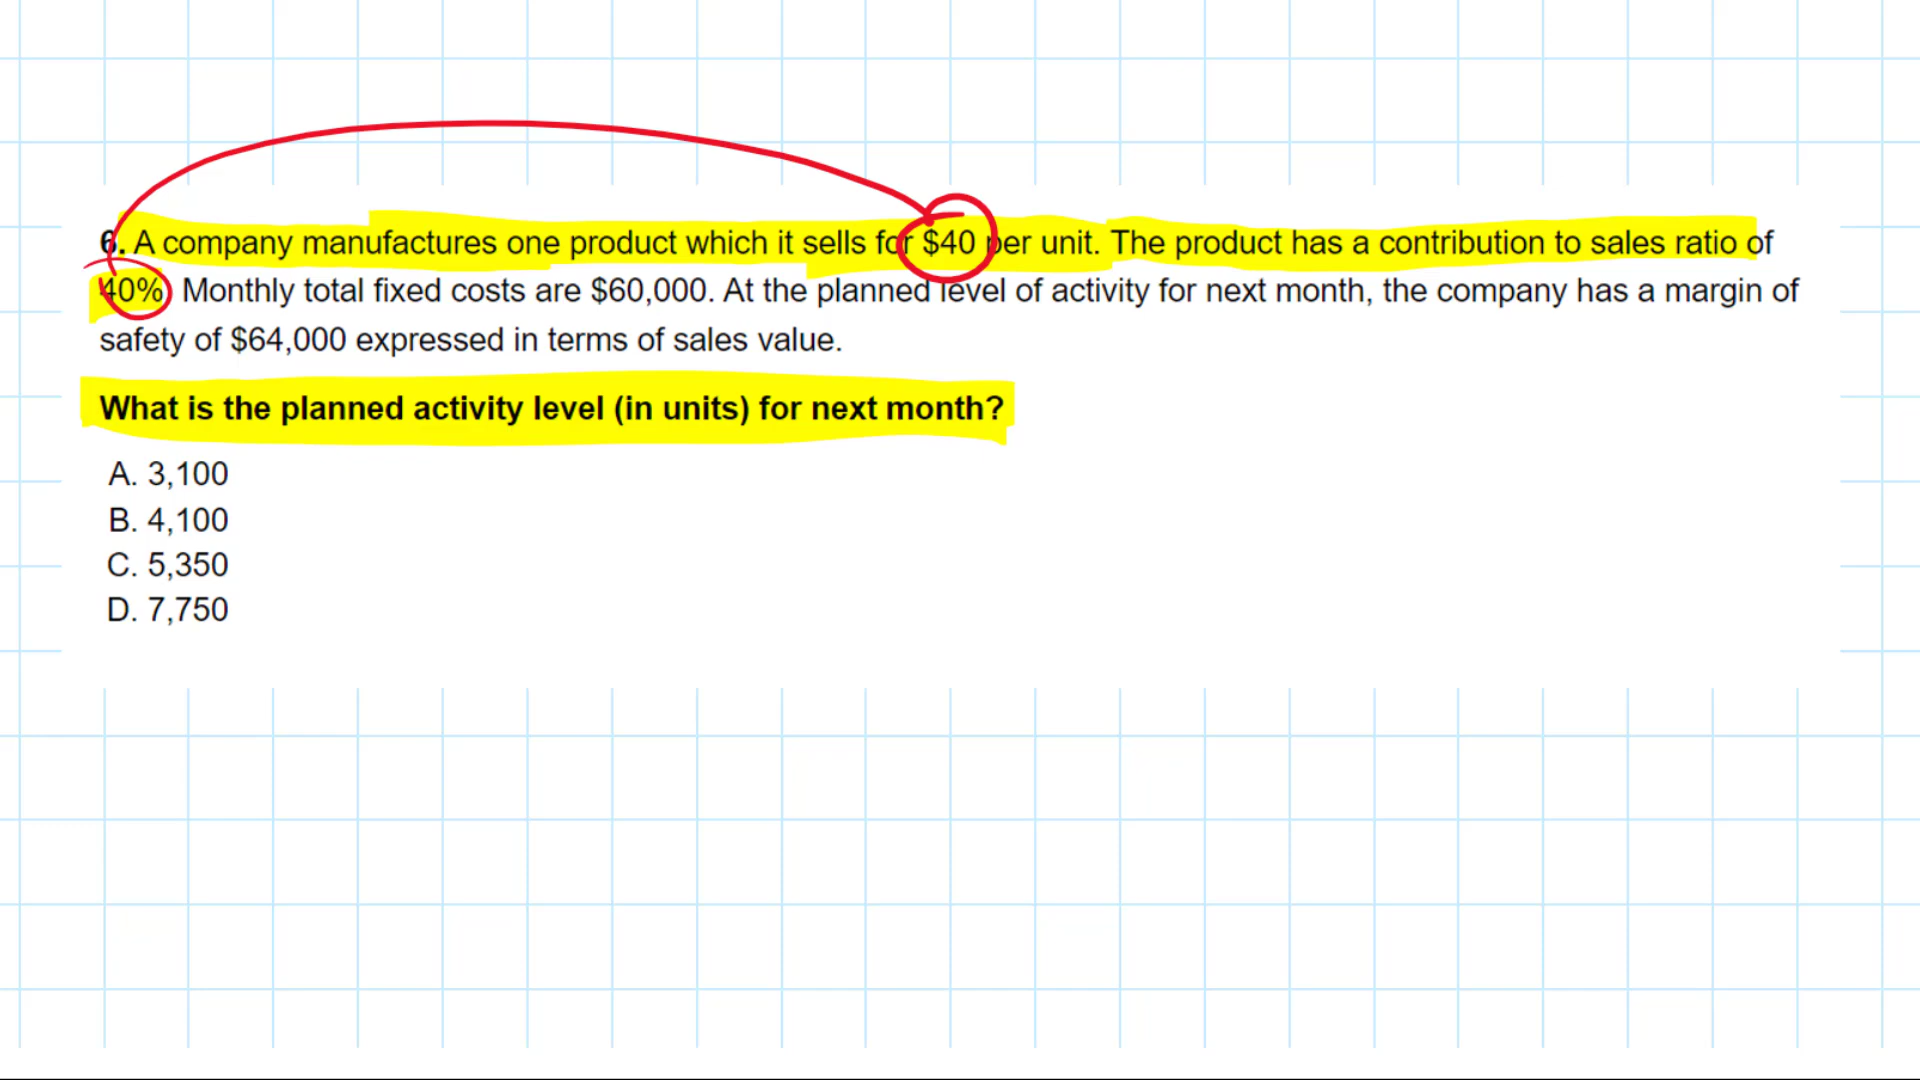 6. A company manufactures one product which it sells for $40 per unit. The product has a contribution to sales ratio of
40%. Monthly total fixed costs are $60,000. At the planned level of activity for next month, the company has a margin of
safety of $64,000 expressed in terms of sales value.
What is the planned activity level (in units) for next month?
A. 3,100
B. 4,100
C. 5,350
D. 7,750